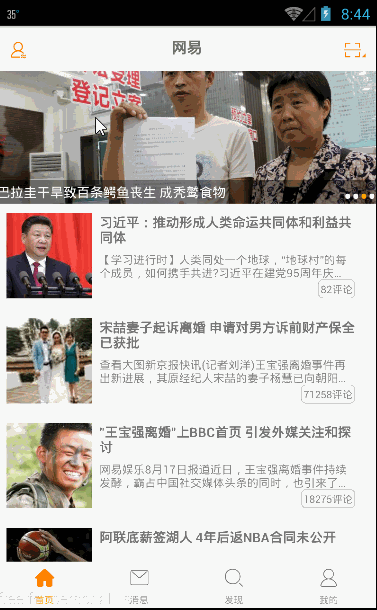 35°
8:44
网易
法院受理
登记立案
巴拉圭干旱致百条鳄鱼丧生 成秃鹫食物
习近平：推动形成人类命运共同体和利益共
同体
【学习进行时】人类同处一个地球，“地球村”的每
个成员，如何携手共进?习近平在建党95周年庆...
82评论
宋喆妻子起诉离婚 申请对男方诉前财产保全
已获批
查看大图新京报快讯(记者刘洋)王宝强离婚事件再
出新进展，其原经纪人宋喆的妻子杨慧已向朝阳...
71258评论
"王宝强离婚"上BBC首页 引发外媒关注和探
讨
网易娱乐8月17日报道近日，王宝强离婚事件持续
发酵，霸占中国社交媒体头条的同时，也引来了...
18275评论
阿联底薪签湖人 4年后返NBA合同未公开
首页
消息
发现
我的